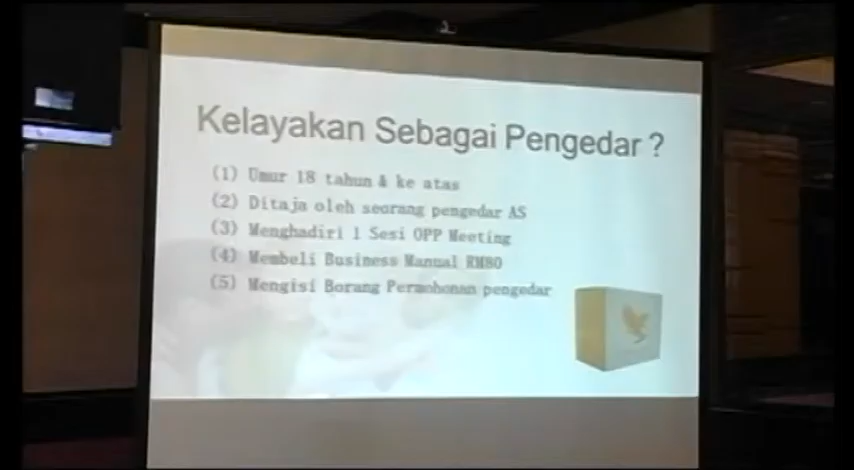 Kelayakan Sebagai Pengedar ?
(1) Umur 18 tahun & ke atas
(2) Ditaja oleh seorang pengedar AS
(3) Menghadiri 1 Sesi OPP Meeting
(4) Membeli Business Manual RM80
(5) Mengisi Borang Permohonan pengedar